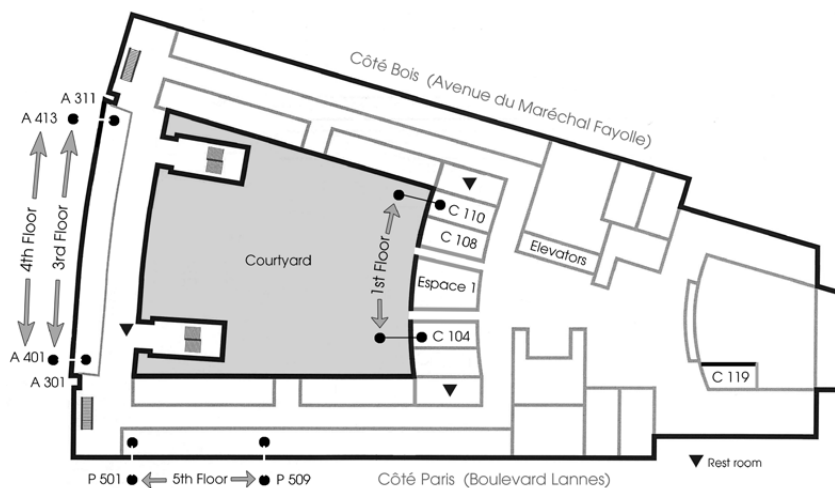 Côté Bois (Avenue du Maréchal Fayolle)
A 311
A 413
4th Floor
3rd Floor
C 110
C 108
1st Floor
Elevators
Courtyard
Espace 1
C 104
A 401
A 301
C 119
P 501
5th Floor
P 509
Côté Paris (Boulevard Lannes)
Rest room